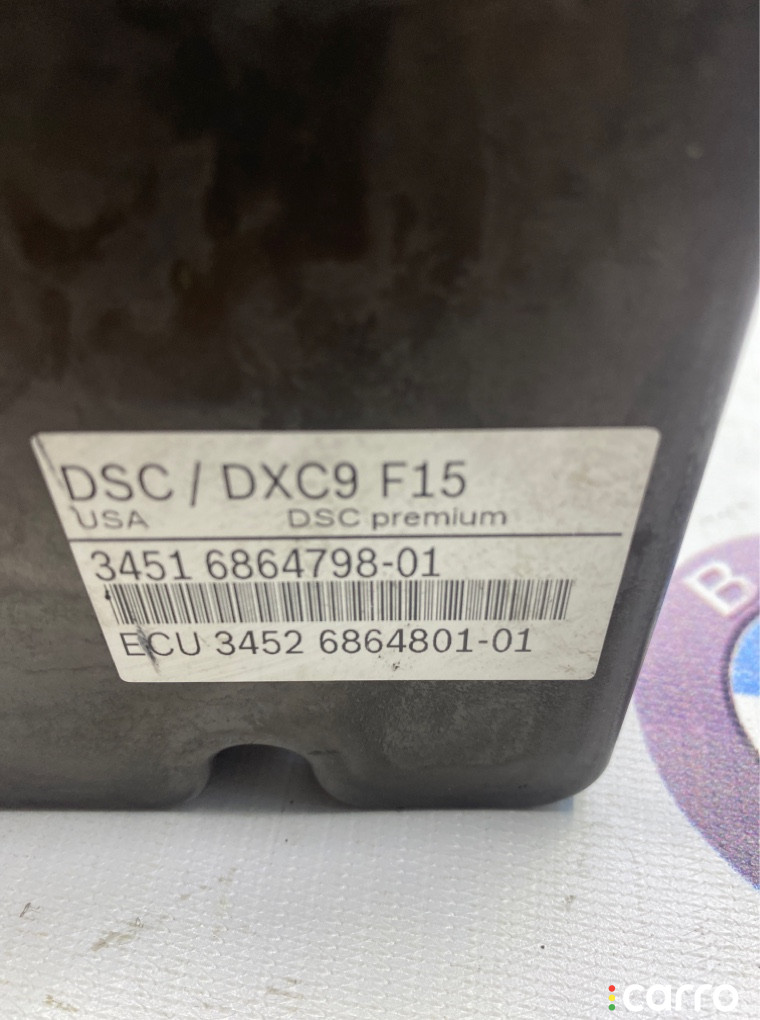 DSC / DXC9 F15
USA DSC premium
3451 6864798-01
ECU 3452 6864801-01
B
carro